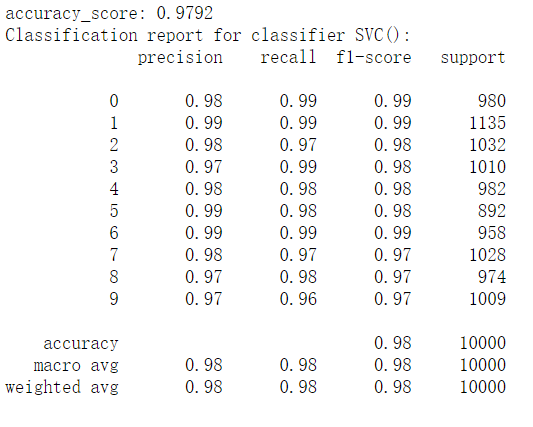 accuracy_score: 0.9792
Classification report for classifier SVC():
precision recall f1-score support
0 0.98 0.99 0.99 980
1 0.99 0.99 0.99 1135
2 0.98 0.97 0.98 1032
3 0.97 0.99 0.98 1010
4 0.98 0.98 0.98 982
5 0.99 0.98 0.98 892
6 0.99 0.99 0.99 958
7 0.98 0.97 0.97 1028
8 0.97 0.98 0.97 974
9 0.97 0.96 0.97 1009
accuracy 0.98 10000
macro avg 0.98 0.98 0.98 10000
weighted avg 0.98 0.98 0.98 10000